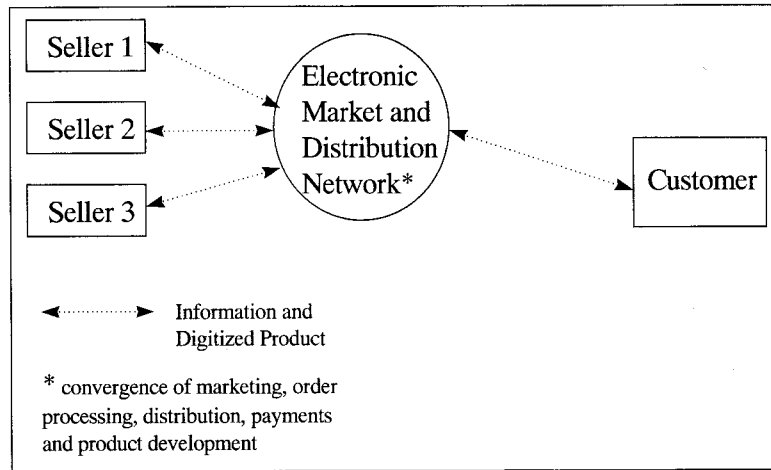 Seller 1
Seller 2
Seller 3
Electronic
Market and
Distribution
Network*
Customer
Information and
Digitized Product
* convergence of marketing, order
processing, distribution, payments
and product development